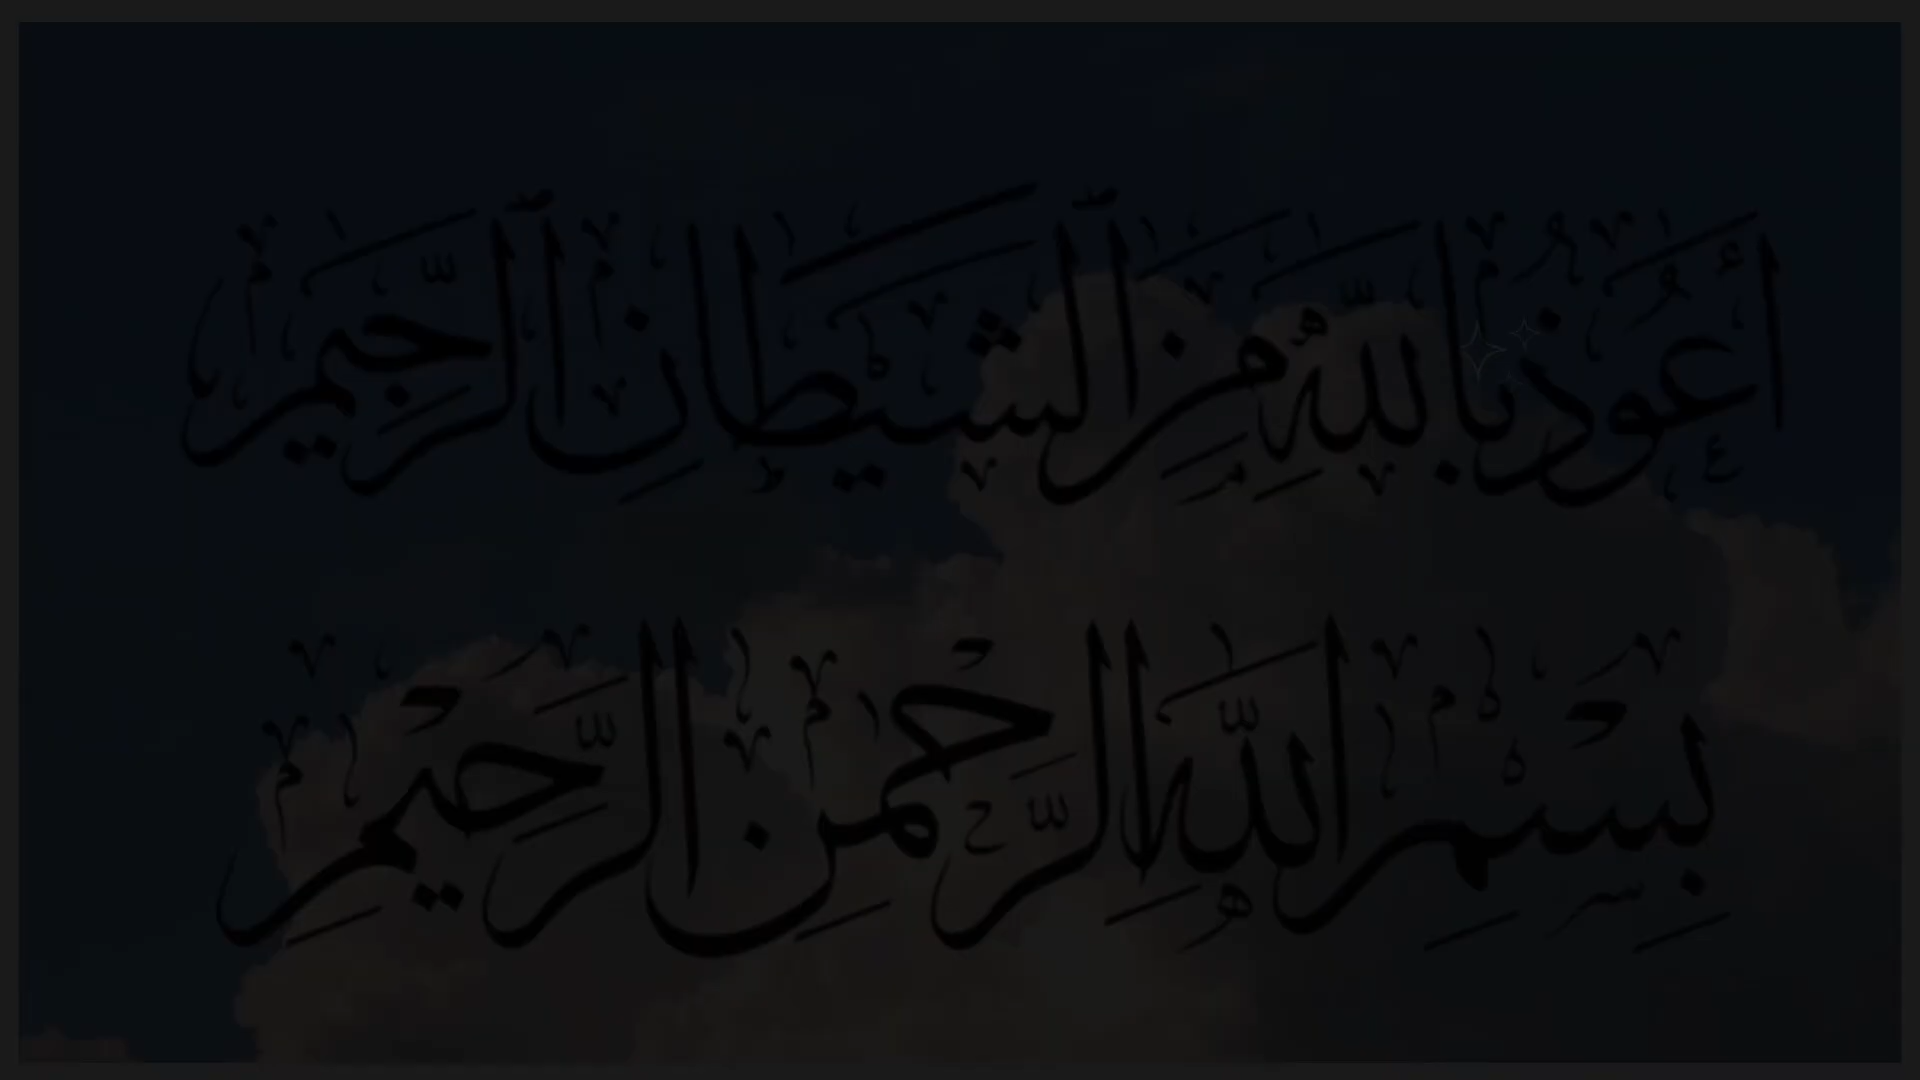 أَعُوذُ بِاللَّهِ مِنَ الشَّيْطَانِ الرَّجِيمِ
بِسْمِ اللَّهِ الرَّحْمَنِ الرَّحِيمِ